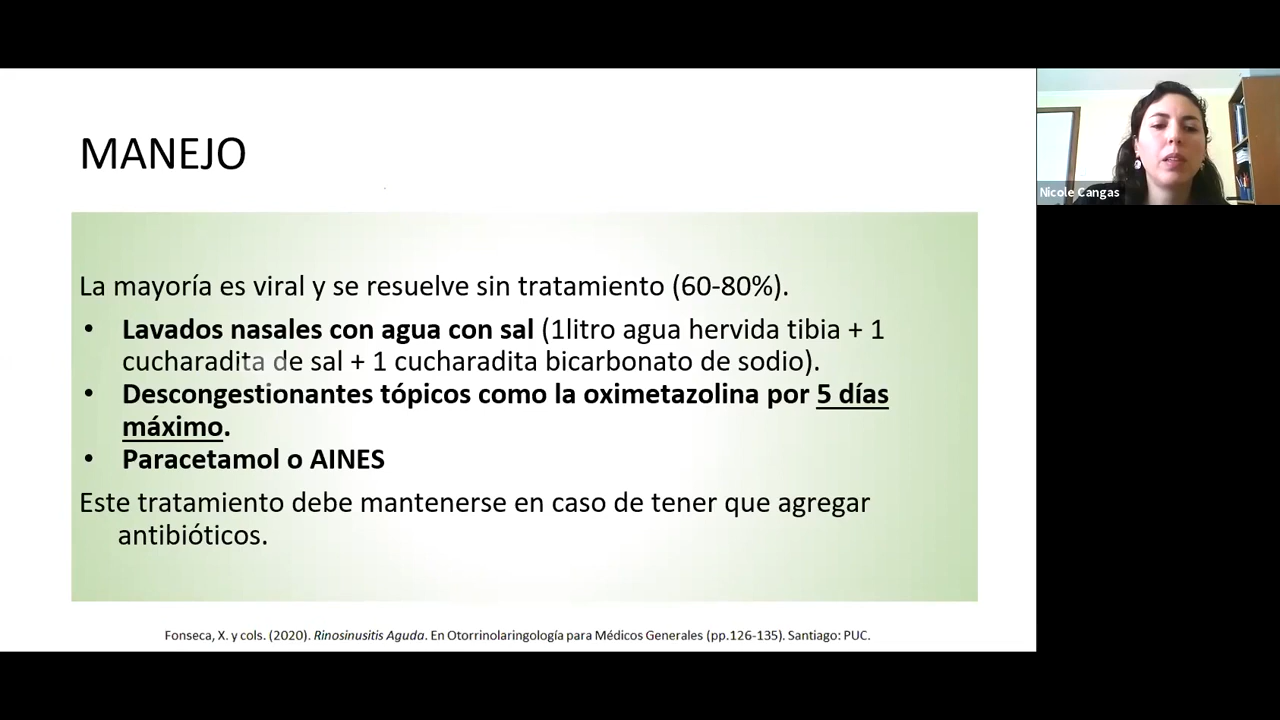 MANEJO
Nicole Cangas
La mayoría es viral y se resuelve sin tratamiento (60-80%).
• Lavados nasales con agua con sal (1litro agua hervida tibia + 1
cucharadita de sal + 1 cucharadita bicarbonato de sodio).
• Descongestionantes tópicos como la oximetazolina por 5 días
máximo.
• Paracetamol o AINES
Este tratamiento debe mantenerse en caso de tener que agregar
antibióticos.
Fonseca, X. y cols. (2020). Rinosinusitis Aguda. En Otorrinolaringología para Médicos Generales (pp.126-135). Santiago: PUC.